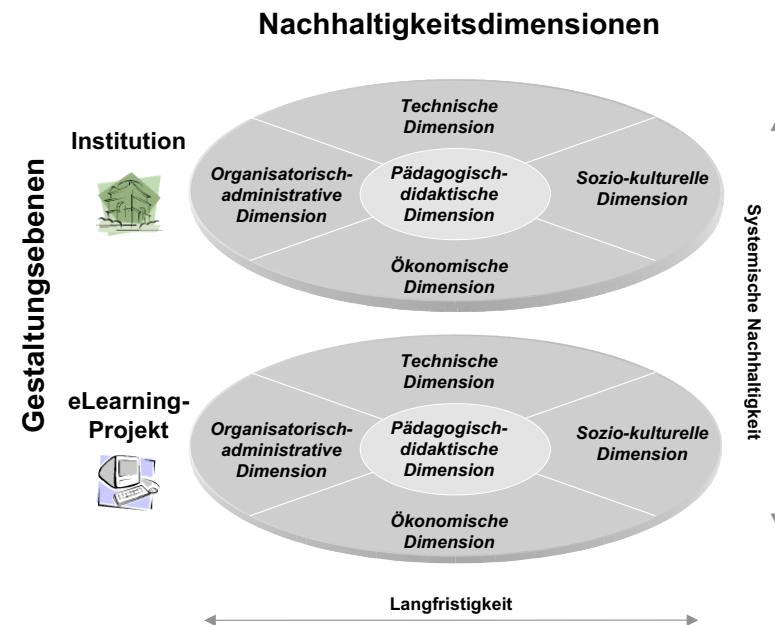 Nachhaltigkeitsdimensionen
Gestaltungsebenen
Institution
Technische
Dimension
Organisatorisch-
administrative
Dimension
Pädagogisch-
didaktische
Dimension
Sozio-kulturelle
Dimension
Ökonomische
Dimension
eLearning-
Projekt
Technische
Dimension
Organisatorisch-
administrative
Dimension
Pädagogisch-
didaktische
Dimension
Sozio-kulturelle
Dimension
Ökonomische
Dimension
Systemische Nachhaltigkeit
Langfristigkeit